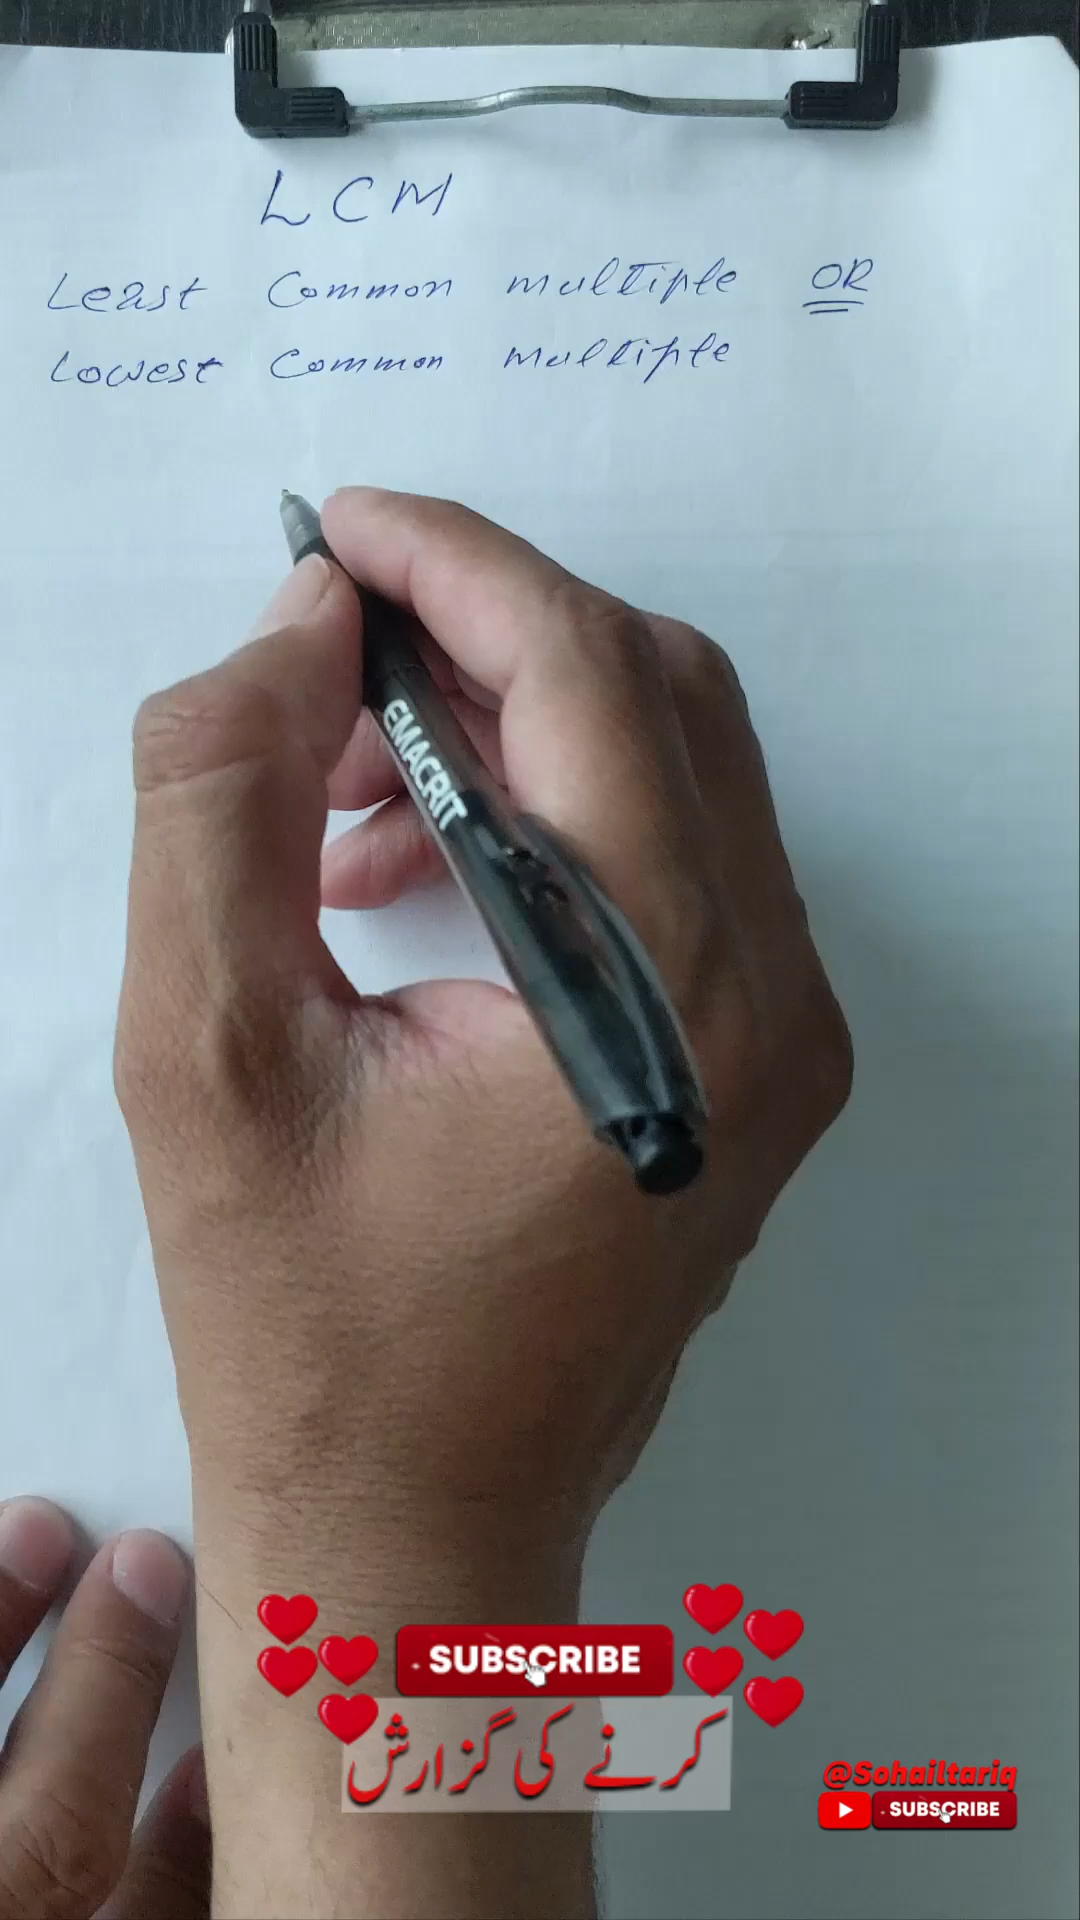 LCM
Least Common multiple OR
Lowest Common multiple
EMACRIT
SUBSCRIBE
کرنے کی گزارش
@Sohailtariq
SUBSCRIBE